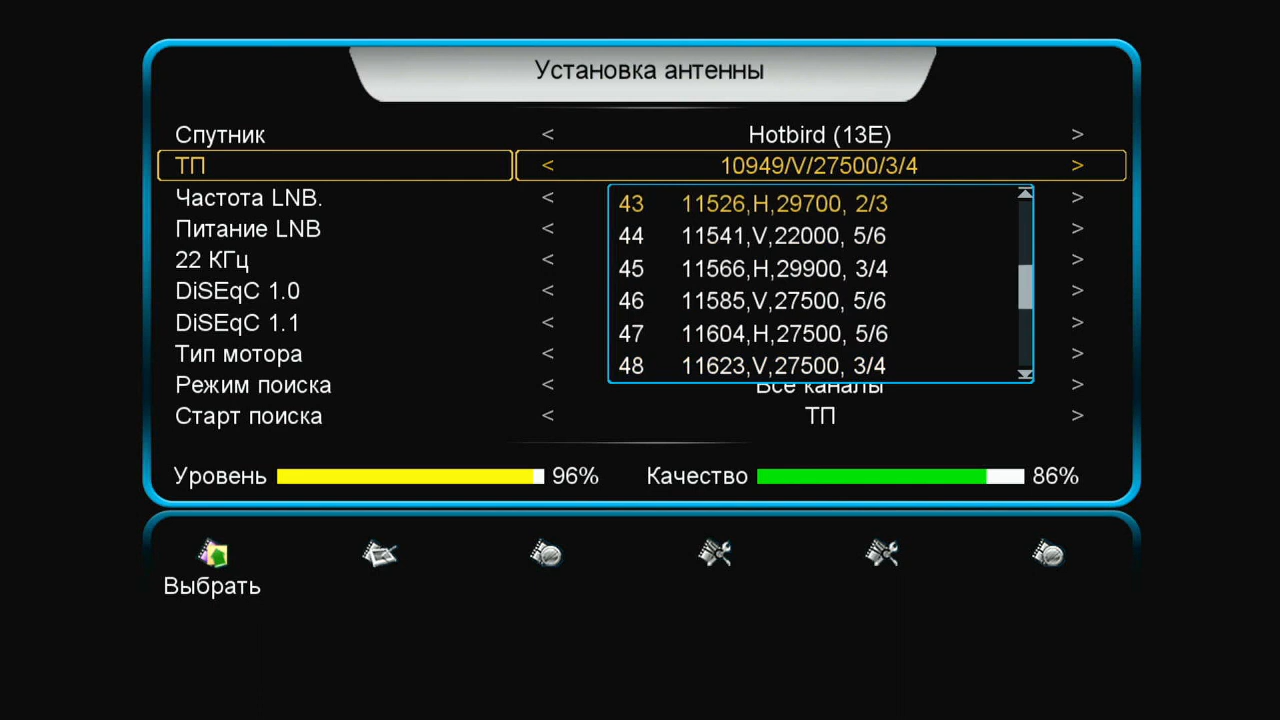 Установка антенны
Спутник < Hotbird (13E) >
ТП < 10949/V/27500/3/4 >
Частота LNB. < >
43 11526,H,29700, 2/3
Питание LNB < >
44 11541,V,22000, 5/6
22 КГц < >
45 11566,H,29900, 3/4
DiSEqC 1.0 < >
46 11585,V,27500, 5/6
DiSEqC 1.1 < >
47 11604,H,27500, 5/6
Тип мотора < >
48 11623,V,27500, 3/4
Режим поиска < Все каналы >
Старт поиска < ТП >
Уровень 96% Качество 86%
Выбрать